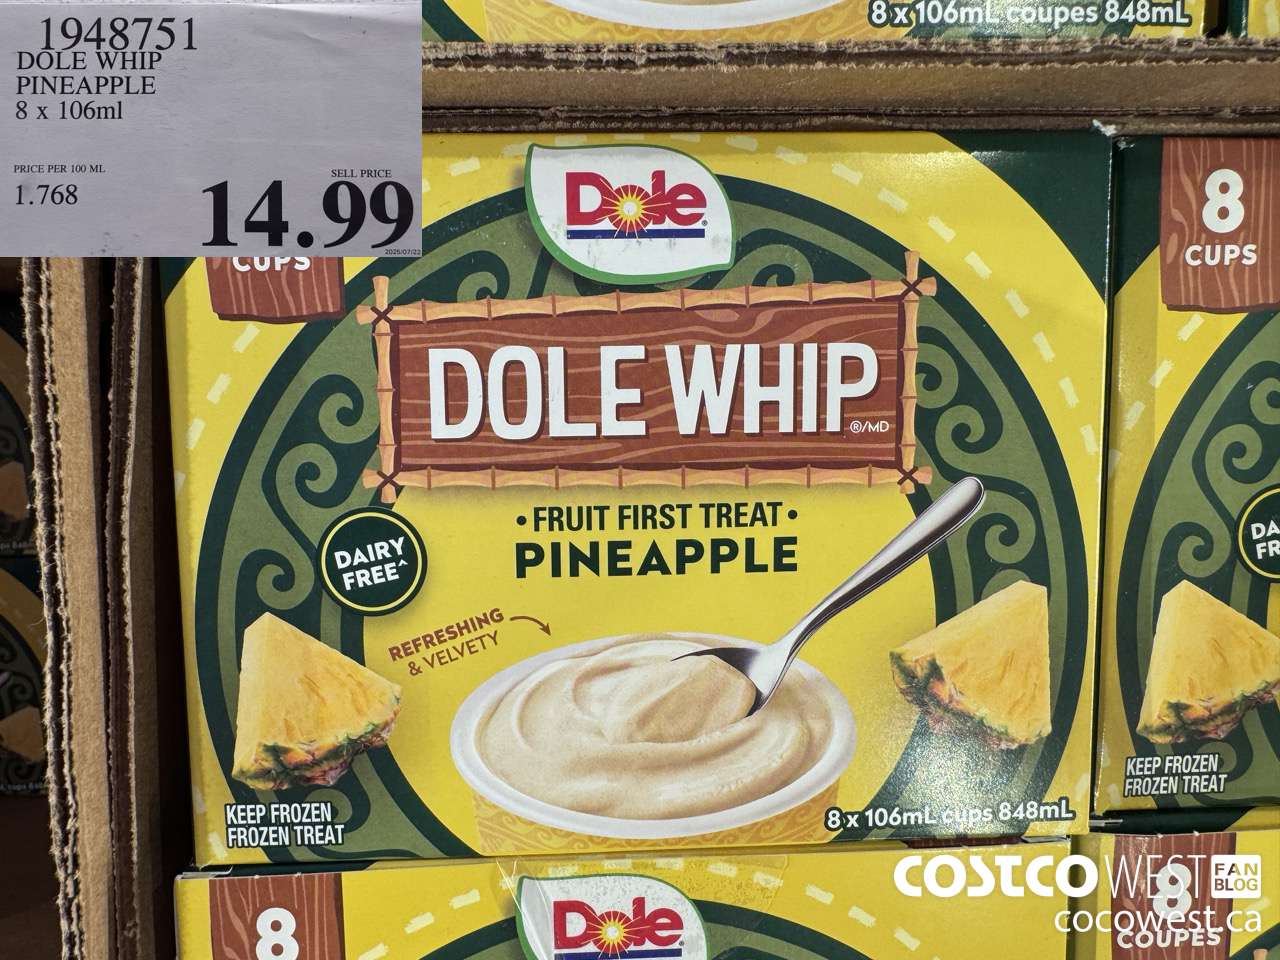 1948751
DOLE WHIP
PINEAPPLE
8 x 106ml
PRICE PER 100 ML
1.768
SELL PRICE
14.99
2025/07/22
8 x 106mL coupes 848mL
CUPS
Dole
DOLE WHIP
®/MD
• FRUIT FIRST TREAT •
PINEAPPLE
DAIRY
FREE^
REFRESHING
& VELVETY
KEEP FROZEN
FROZEN TREAT
8 x 106mL cups 848mL
8
CUPS
DA
FR
KEEP FROZEN
FROZEN TREAT
8
Dole
8
COUPES
COSTCO WEST FAN BLOG
cocowest.ca